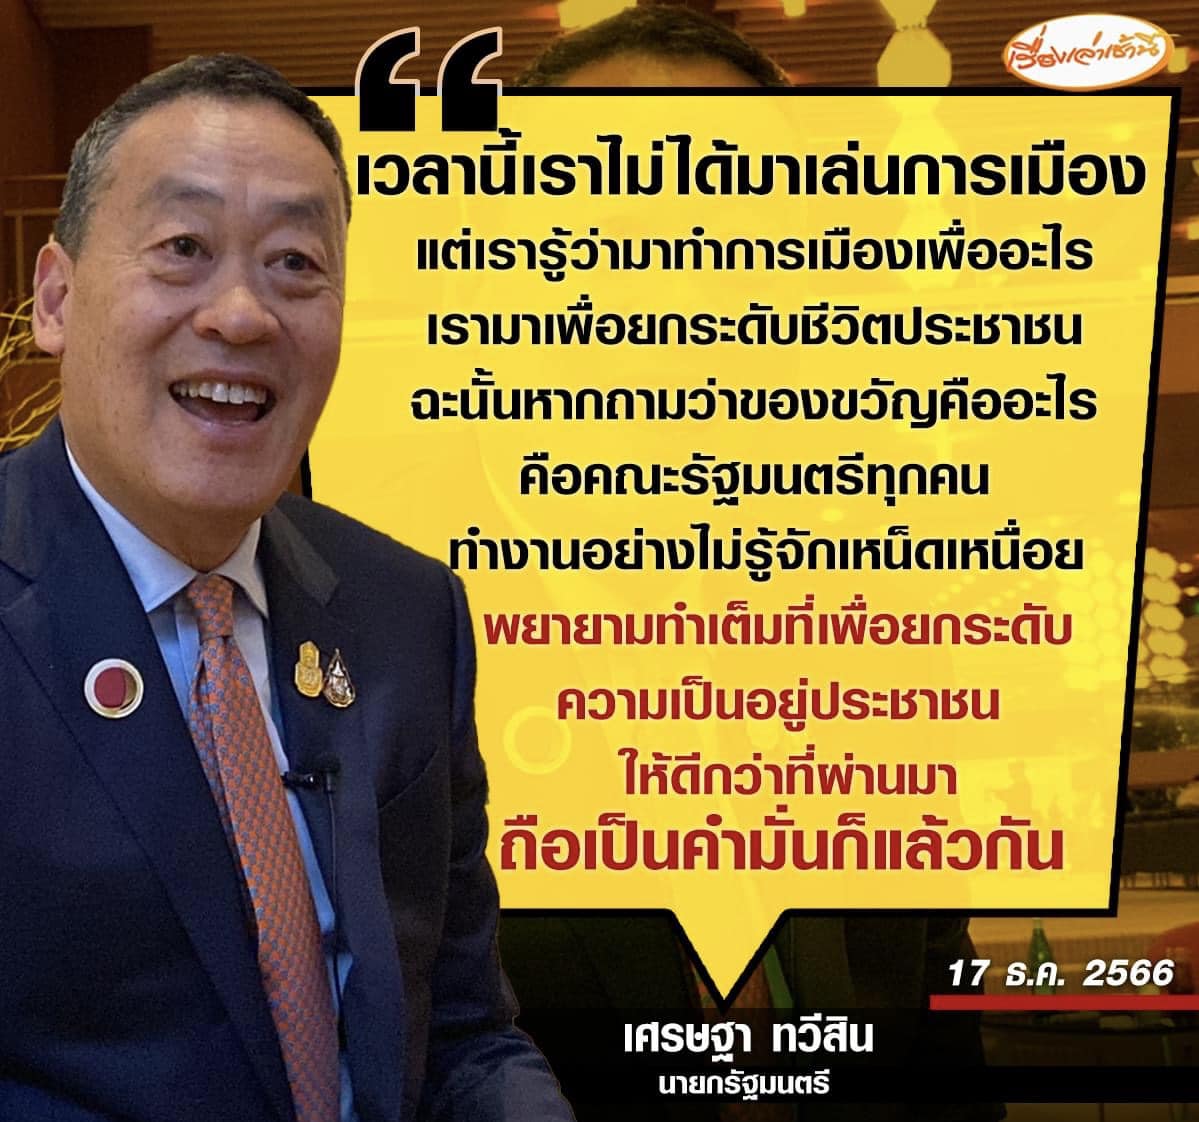 เรื่องเล่าเช้านี้
เวลานี้เราไม่ได้มาเล่นการเมือง
แต่เรารู้ว่ามาทำการเมืองเพื่ออะไร
เรามาเพื่อยกระดับชีวิตประชาชน
ฉะนั้นหากถามว่าของขวัญคืออะไร
คือคณะรัฐมนตรีทุกคน
ทำงานอย่างไม่รู้จักเหน็ดเหนื่อย
พยายามทำเต็มที่เพื่อยกระดับ
ความเป็นอยู่ประชาชน
ให้ดีกว่าที่ผ่านมา
ถือเป็นคำมั่นก็แล้วกัน
17 ธ.ค. 2566
เศรษฐา ทวีสิน
นายกรัฐมนตรี